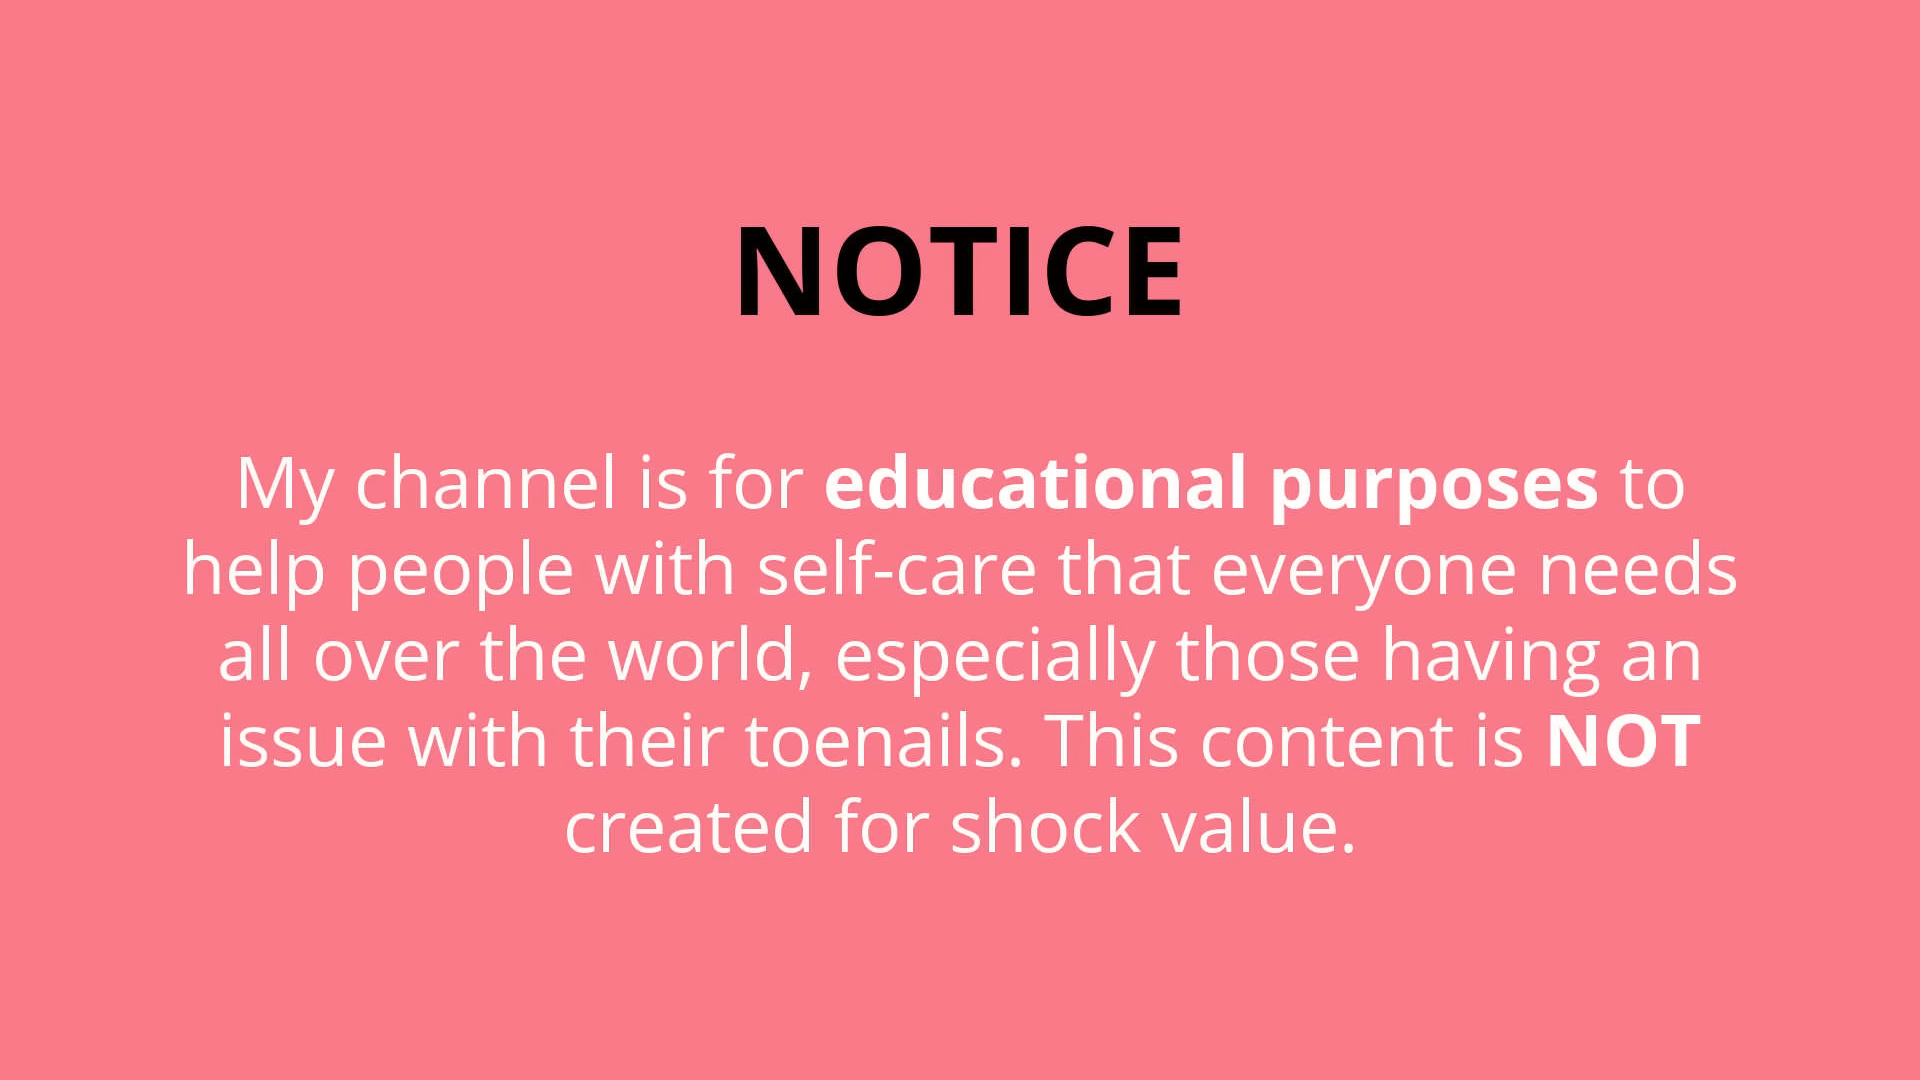 NOTICE
My channel is for educational purposes to
help people with self-care that everyone needs
all over the world, especially those having an
issue with their toenails. This content is NOT
created for shock value.